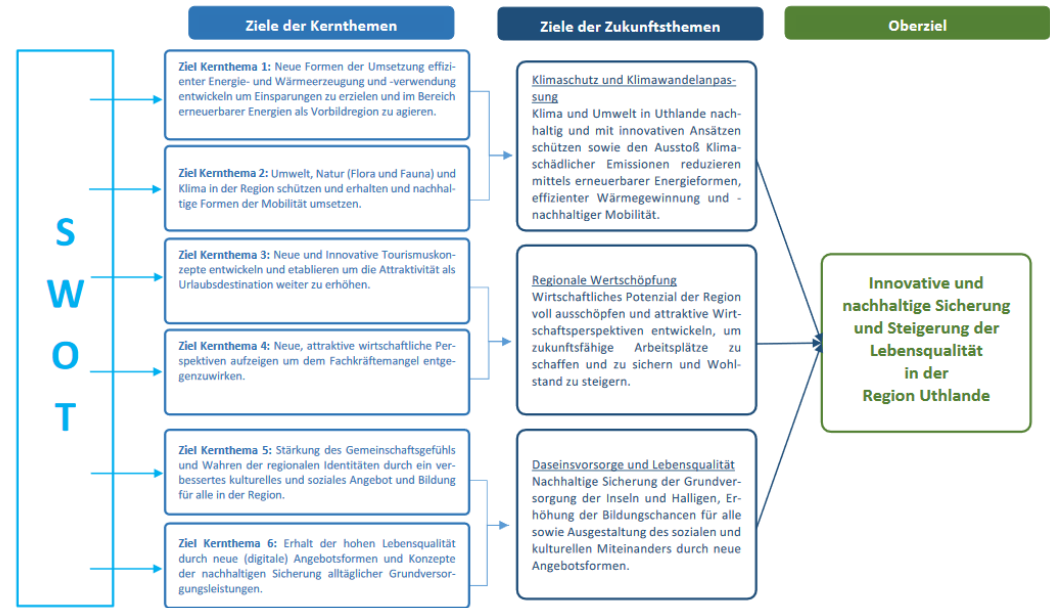 Ziele der Kernthemen
Ziele der Zukunftsthemen
Oberziel
S
W
O
T
Ziel Kernthema 1: Neue Formen der Umsetzung effizi-
enter Energie- und Wärmeerzeugung und -verwendung
entwickeln um Einsparungen zu erzielen und im Bereich
erneuerbarer Energien als Vorbildregion zu agieren.
Ziel Kernthema 2: Umwelt, Natur (Flora und Fauna) und
Klima in der Region schützen und erhalten und nachhal-
tige Formen der Mobilität umsetzen.
Ziel Kernthema 3: Neue und Innovative Tourismuskon-
zepte entwickeln und etablieren um die Attraktivität als
Urlaubsdestination weiter zu erhöhen.
Ziel Kernthema 4: Neue, attraktive wirtschaftliche Per-
spektiven aufzeigen um dem Fachkräftemangel entge-
genzuwirken.
Ziel Kernthema 5: Stärkung des Gemeinschaftsgefühls
und Wahren der regionalen Identitäten durch ein ver-
bessertes kulturelles und soziales Angebot und Bildung
für alle in der Region.
Ziel Kernthema 6: Erhalt der hohen Lebensqualität
durch neue (digitale) Angebotsformen und Konzepte
der nachhaltigen Sicherung alltäglicher Grundversor-
gungsleistungen.
Klimaschutz und Klimawandelanpas-
sung
Klima und Umwelt in Uthlande nach-
haltig und mit innovativen Ansätzen
schützen sowie den Ausstoß Klima-
schädlicher Emissionen reduzieren
mittels erneuerbarer Energieformen,
effizienter Wärmegewinnung und -
nachhaltiger Mobilität.
Regionale Wertschöpfung
Wirtschaftliches Potenzial der Region
voll ausschöpfen und attraktive Wirt-
schaftsperspektiven entwickeln, um
zukunftsfähige Arbeitsplätze zu
schaffen und zu sichern und Wohl-
stand zu steigern.
Daseinsvorsorge und Lebensqualität
Nachhaltige Sicherung der Grundver-
sorgung der Inseln und Halligen, Er-
höhung der Bildungschancen für alle
sowie Ausgestaltung des sozialen und
kulturellen Miteinanders durch neue
Angebotsformen.
Innovative und
nachhaltige Sicherung
und Steigerung der
Lebensqualität
in der
Region Uthlande